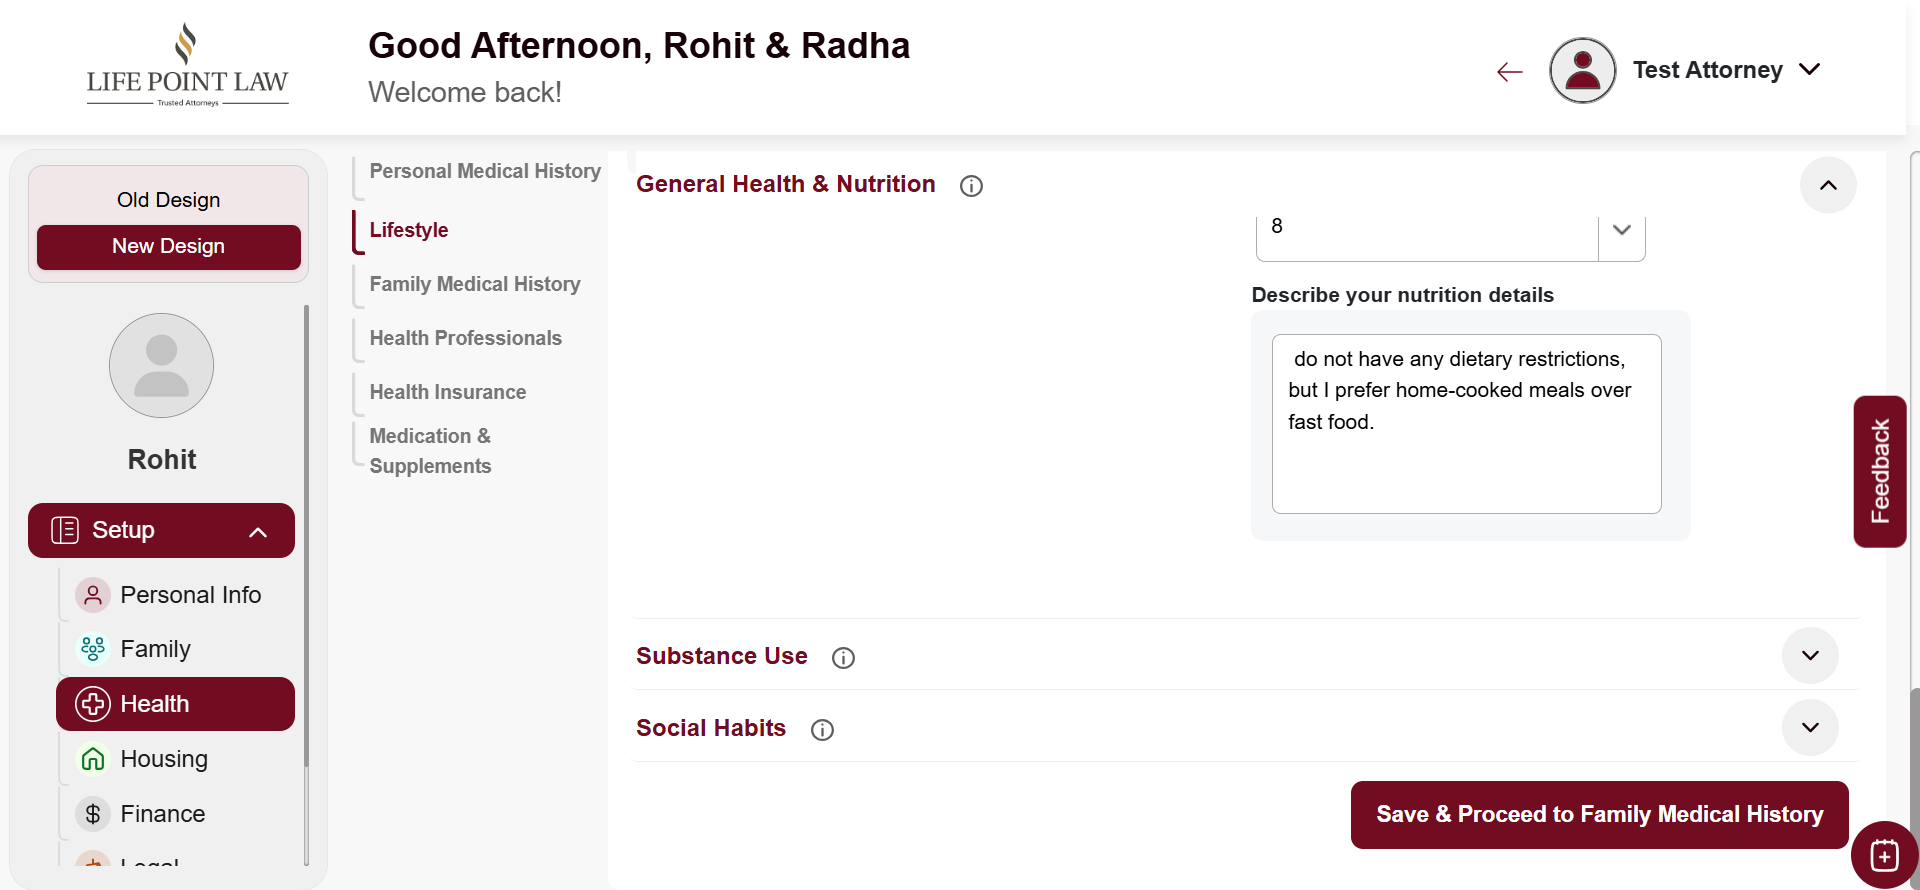 LIFE POINT LAW
Trusted Attorneys
Good Afternoon, Rohit & Radha
Welcome back!
Test Attorney
Old Design
New Design
Rohit
Setup
Personal Info
Family
Health
Housing
Finance
Legal
Personal Medical History
Lifestyle
Family Medical History
Health Professionals
Health Insurance
Medication &
Supplements
General Health & Nutrition
8
Describe your nutrition details
do not have any dietary restrictions,
but I prefer home-cooked meals over
fast food.
Substance Use
Social Habits
Save & Proceed to Family Medical History
Feedback